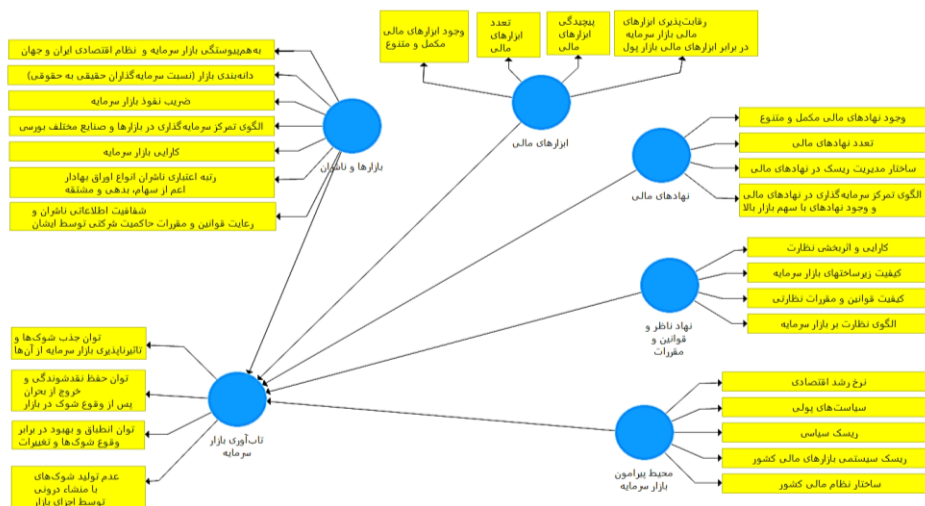 به‌هم‌پیوستگی بازار سرمایه و نظام اقتصادی ایران و جهان
دانه‌بندی بازار (نسبت سرمایه‌گذاران حقیقی به حقوقی)
ضریب نفوذ بازار سرمایه
الگوی تمرکز سرمایه‌گذاری در بازارها و صنایع مختلف بورسی
کارایی بازار سرمایه
رتبه اعتباری ناشران انواع اوراق بهادار
اعم از سهام، بدهی و مشتقه
شفافیت اطلاعاتی ناشران و
رعایت قوانین و مقررات حاکمیت شرکتی توسط ایشان
بازارها و ناشران
وجود ابزارهای مالی
مکمل و متنوع
تعدد
ابزارهای
مالی
پیچیدگی
ابزارهای
مالی
رقابت‌پذیری ابزارهای
مالی بازار سرمایه
در برابر ابزارهای مالی بازار پول
ابزارهای مالی
وجود نهادهای مالی مکمل و متنوع
تعدد نهادهای مالی
ساختار مدیریت ریسک در نهادهای مالی
الگوی تمرکز سرمایه‌گذاری در نهادهای مالی
و وجود نهادهای با سهم بازار بالا
نهادهای مالی
کارایی و اثربخشی نظارت
کیفیت زیرساختهای بازار سرمایه
کیفیت قوانین و مقررات نظارتی
الگوی نظارت بر بازار سرمایه
نهاد ناظر و
قوانین و
مقررات
نرخ رشد اقتصادی
سیاست‌های پولی
ریسک سیاسی
ریسک سیستمی بازارهای مالی کشور
ساختار نظام مالی کشور
محیط پیرامون
بازار سرمایه
توان جذب شوک‌ها و
تاثیرناپذیری بازار سرمایه از آن‌ها
توان حفظ نقدشوندگی و
خروج از بحران
پس از وقوع شوک در بازار
توان انطباق و بهبود در برابر
وقوع شوک‌ها و تغییرات
عدم تولید شوک‌های
با منشاء درونی
توسط اجزای بازار
تاب‌آوری بازار
سرمایه